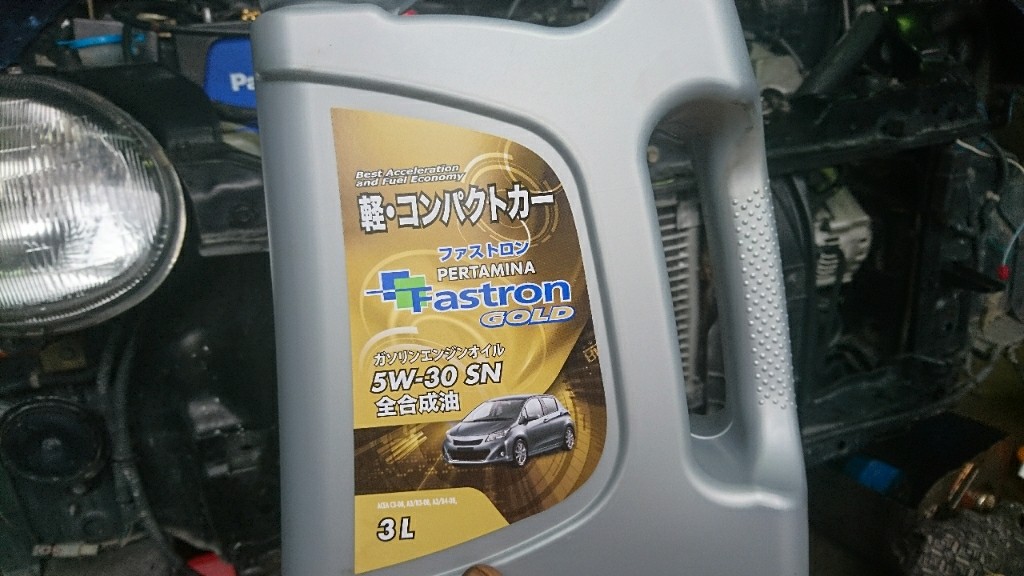 Pa
Best Acceleration
and Fuel Economy
軽・コンパクトカー
ファストロン
PERTAMINA
Fastron
GOLD
ガソリンエンジンオイル
5W-30 SN
全合成油
3L